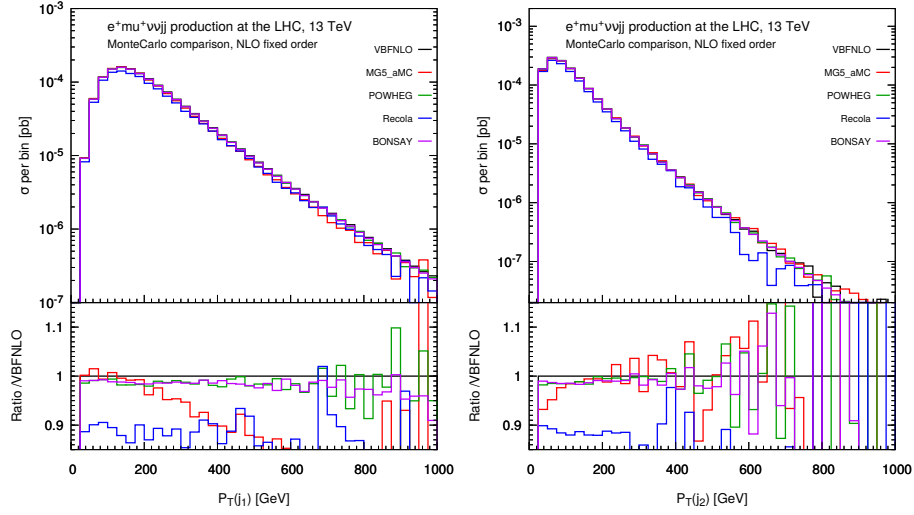 e+mu+ννjj production at the LHC, 13 TeV
MonteCarlo comparison, NLO fixed order
VBFNLO
MG5_aMC
POWHEG
Recola
BONSAY
σ per bin [pb]
10^-3
10^-4
10^-5
10^-6
10^-7
Ratio /VBFNLO
1.1
1
0.9
0 200 400 600 800 1000
P_T(j_1) [GeV]
e+mu+ννjj production at the LHC, 13 TeV
MonteCarlo comparison, NLO fixed order
VBFNLO
MG5_aMC
POWHEG
Recola
BONSAY
σ per bin [pb]
10^-3
10^-4
10^-5
10^-6
10^-7
Ratio /VBFNLO
1.1
1
0.9
0 200 400 600 800 1000
P_T(j_2) [GeV]